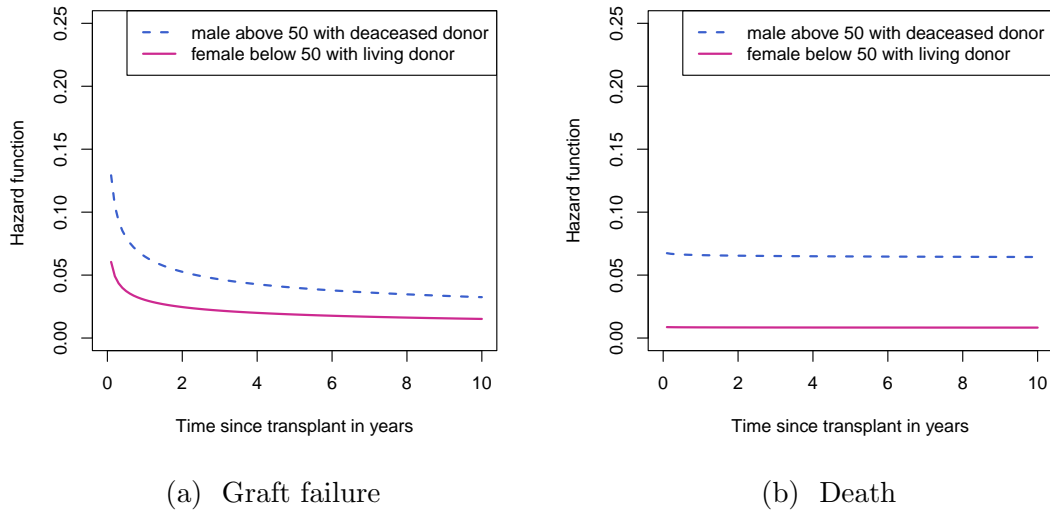 male above 50 with deaceased donor
female below 50 with living donor
0.25
0.20
0.15
0.10
0.05
0.00
Hazard function
0 2 4 6 8 10
Time since transplant in years
(a) Graft failure
male above 50 with deaceased donor
female below 50 with living donor
0.25
0.20
0.15
0.10
0.05
0.00
Hazard function
0 2 4 6 8 10
Time since transplant in years
(b) Death